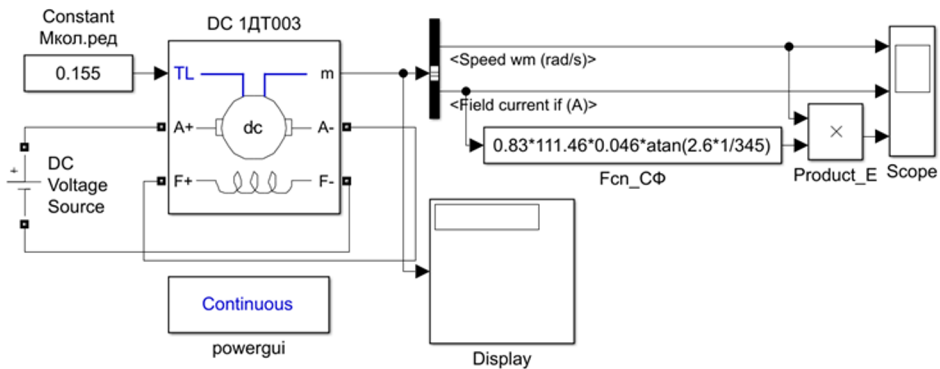 Constant
Мкол.ред
0.155
DC 1ДТ003
TL
m
A+
dc
A-
F+
F-
+
DC
Voltage
Source
Continuous
powergui
<Speed wm (rad/s)>
<Field current if (A)>
0.83*111.46*0.046*atan(2.6*1/345)
Fcn_СФ
×
Product_E
Scope
Display